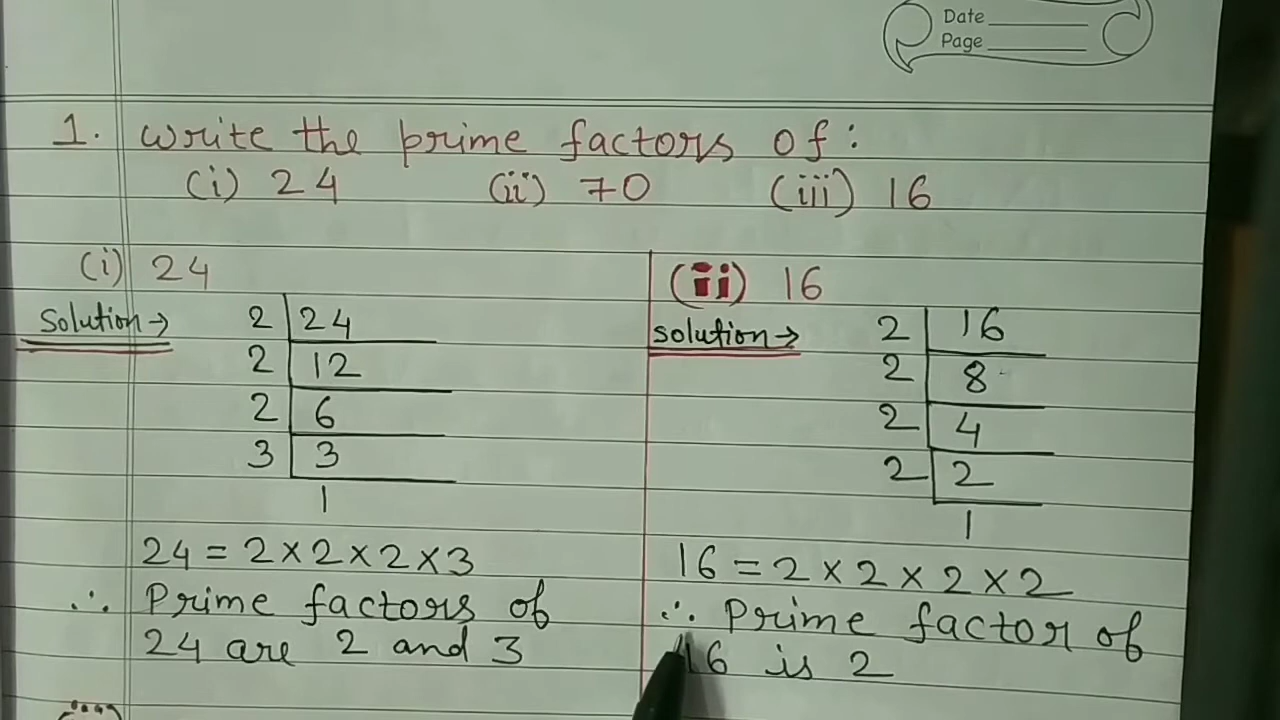 Date
Page
1. Write the prime factors of:
(i) 24 (ii) 70 (iii) 16
(i) 24
Solution→
2 | 24
2 | 12
2 | 6
3 | 3
1
24 = 2×2×2×3
∴ Prime factors of
24 are 2 and 3
(ii) 16
Solution→
2 | 16
2 | 8
2 | 4
2 | 2
1
16 = 2×2×2×2
∴ Prime factor of
16 is 2